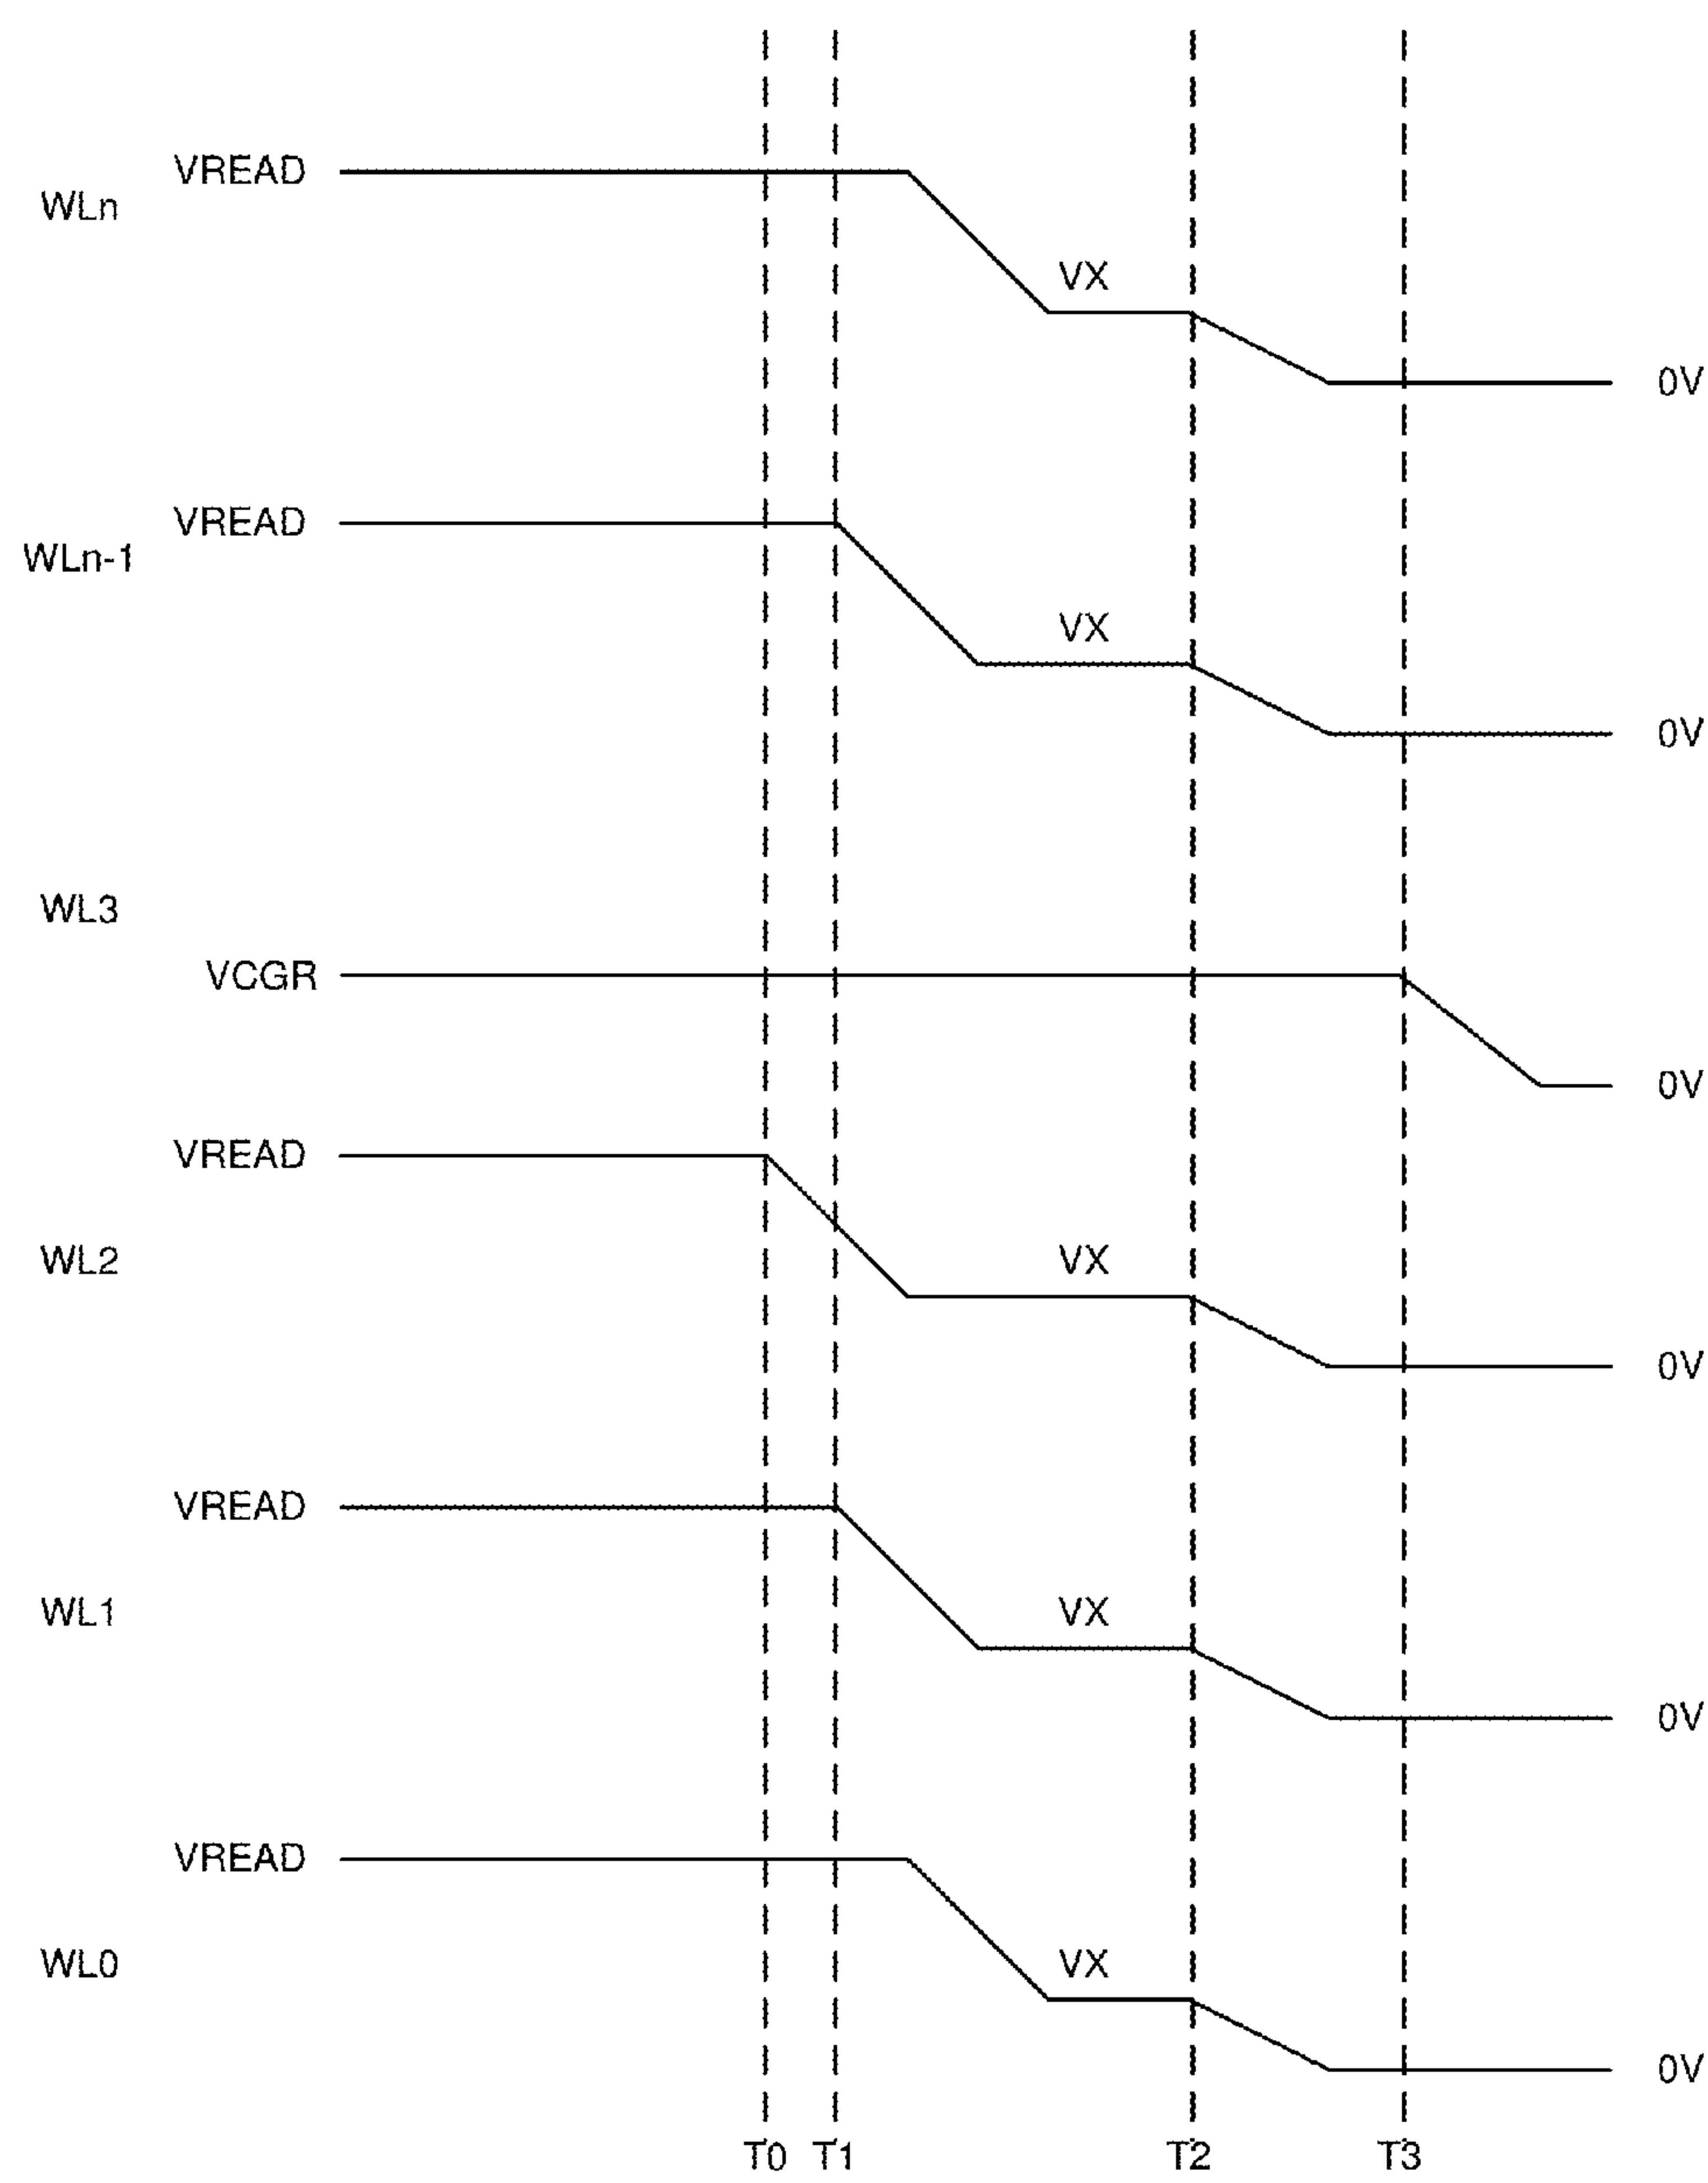 VREAD
WLn
VX
0V
VREAD
WLn-1
VX
0V
WL3
VCGR
0V
VREAD
WL2
VX
0V
VREAD
WL1
VX
0V
VREAD
WL0
VX
0V
T0 T1 T2 T3